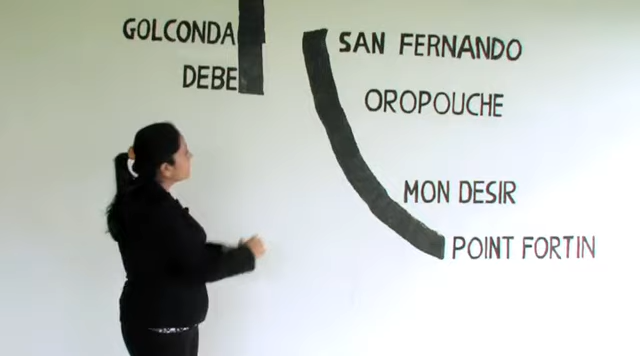 GOLCONDA
DEBE
SAN FERNANDO
OROPOUCHE
MON DESIR
POINT FORTIN